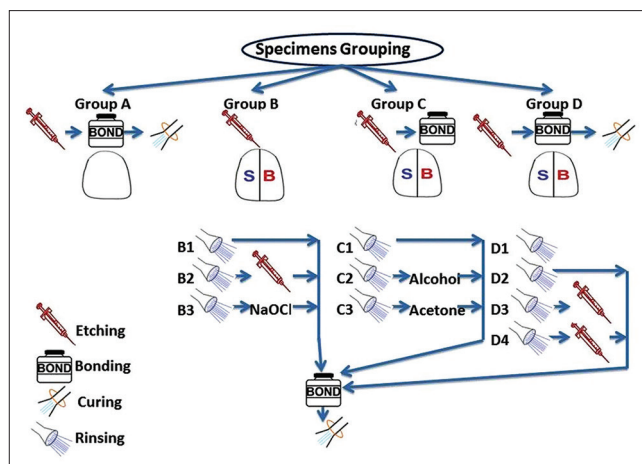 Specimens Grouping
Group A
Group B
Group C
Group D
BOND
BOND
BOND
S B
S B
S B
B1
C1
D1
B2
C2
Alcohol
D2
B3
NaOCl
C3
Acetone
D3
D4
Etching
BOND
Bonding
BOND
Curing
Rinsing